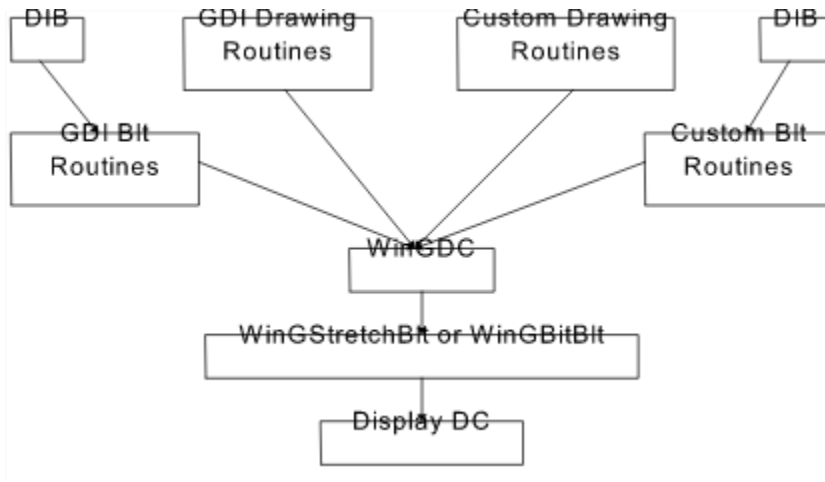 DIB
GDI Drawing
Routines
Custom Drawing
Routines
DIB
GDI Blt
Routines
Custom Blt
Routines
WinGDC
WinGStretchBlt or WinGBitBlt
Display DC